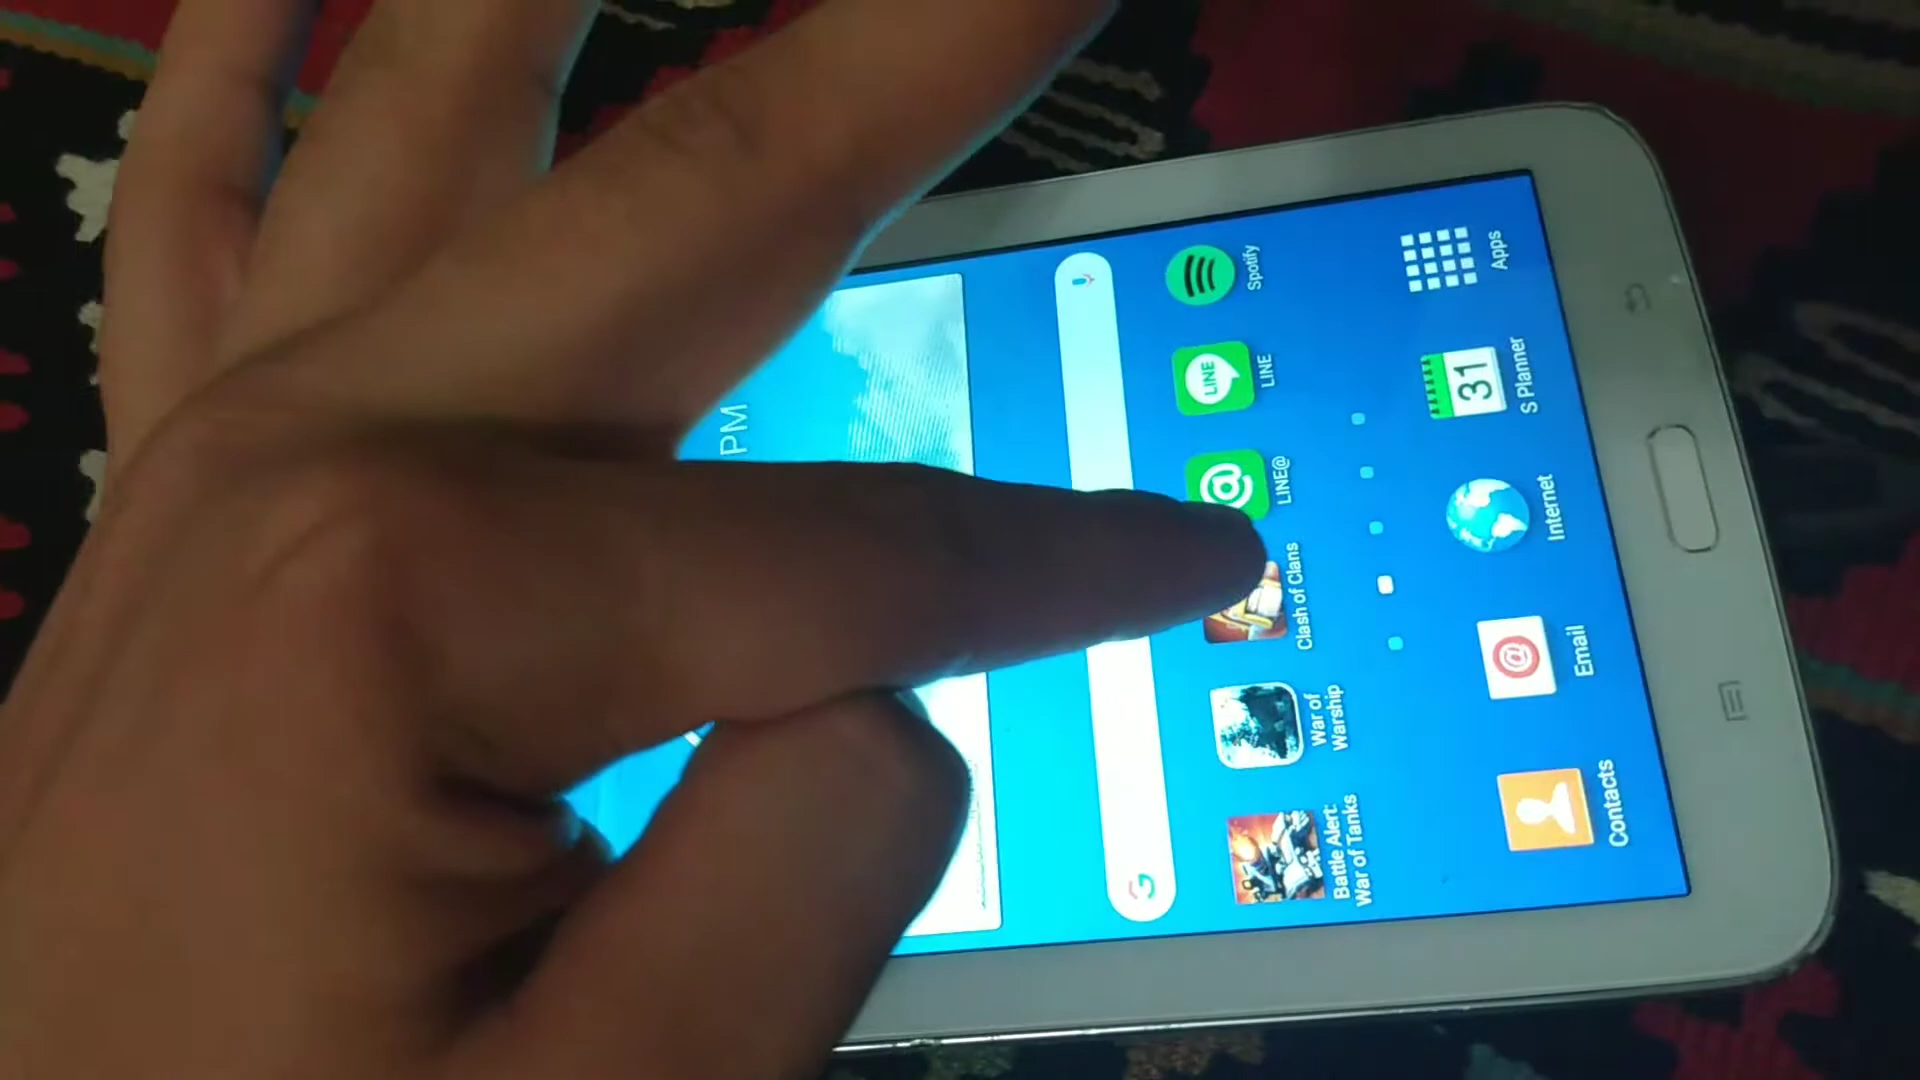 PM
Battle Alert:
War of Tanks
War of
Warship
Clash of Clans
@
LINE@
LINE
LINE
Spotify
Contacts
@
Email
Internet
31
S Planner
Apps